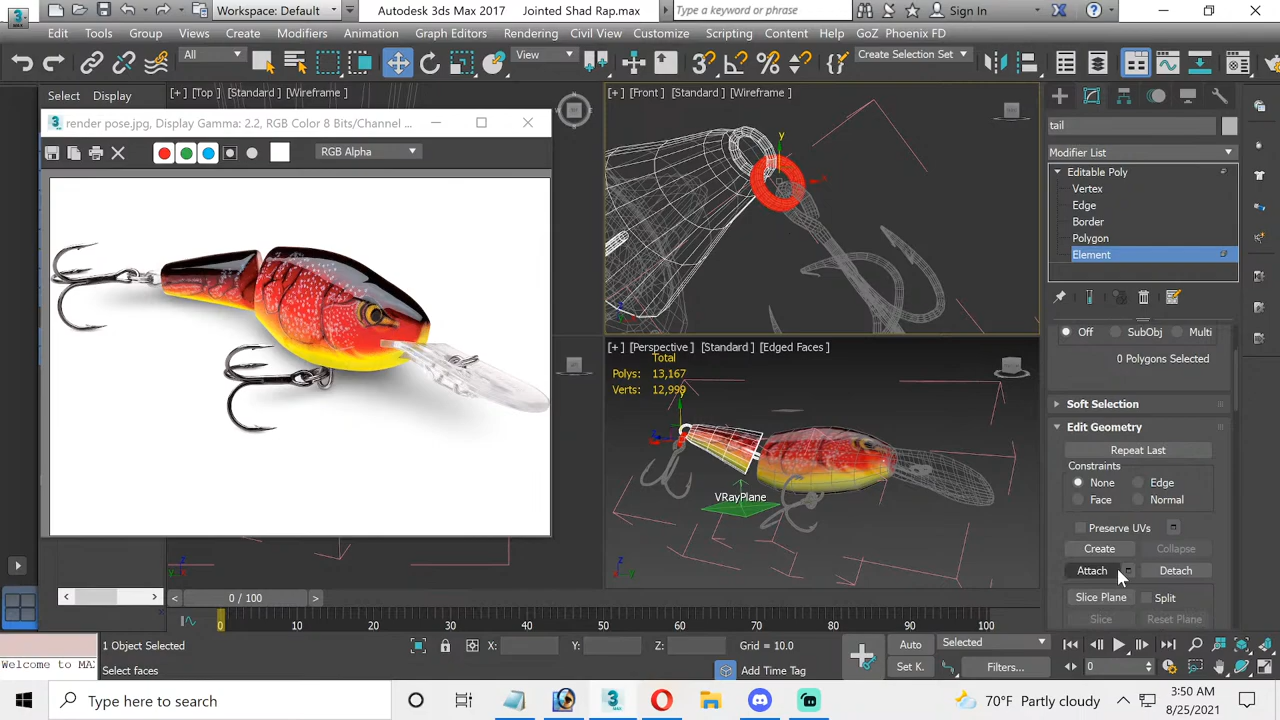 Workspace: Default
Autodesk 3ds Max 2017
Jointed Shad Rap.max
Type a keyword or phrase
Sign In
Edit Tools Group Views Create Modifiers Animation Graph Editors Rendering Civil View Customize Scripting Content Help GoZ Phoenix FD
All
View
Create Selection Set
Select Display
[+] [Top] [Standard] [Wireframe]
[+] [Front] [Standard] [Wireframe]
render pose.jpg, Display Gamma: 2.2, RGB Color 8 Bits/Channel ...
RGB Alpha
y
tail
Modifier List
Editable Poly
Vertex
Edge
Border
Polygon
Element
Off SubObj Multi
0 Polygons Selected
[+] [Perspective] [Standard] [Edged Faces]
Total
Polys: 13,167
Verts: 12,999
VRayPlane
Soft Selection
Edit Geometry
Repeat Last
Constraints
None Edge
Face Normal
Preserve UVs
Create Collapse
Attach Detach
Slice Plane Split
Slice Reset Plane
0 / 100
0 10 20 30 40 50 60 70 80 90 100
1 Object Selected
X: Y: Z: Grid = 10.0
Auto Selected
Welcome to MAX
Select faces
Add Time Tag
Set K. Filters...
0
Type here to search
70°F Partly cloudy
3:50 AM
8/25/2021